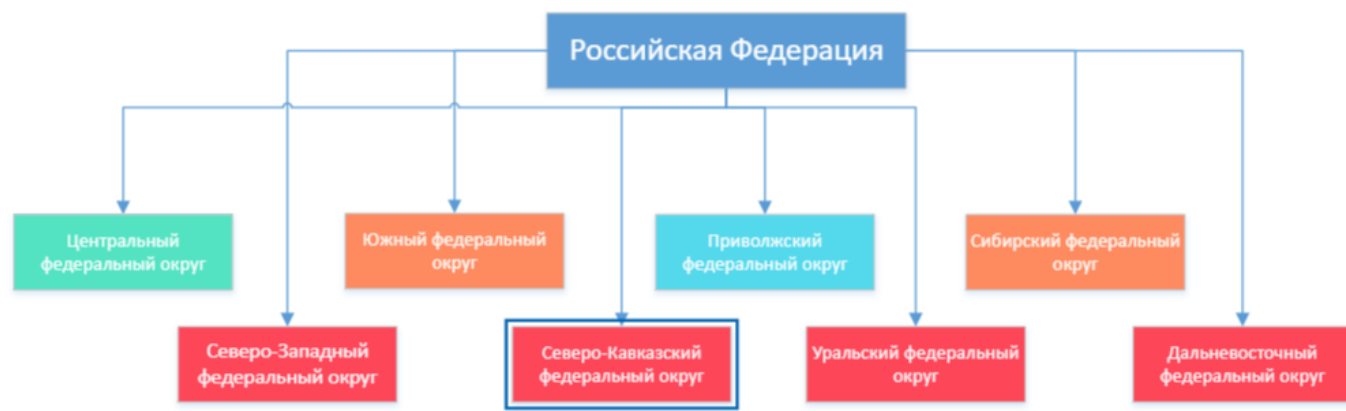 Российская Федерация
Центральный
федеральный округ
Южный федеральный
округ
Приволжский
федеральный округ
Сибирский федеральный
округ
Северо-Западный
федеральный округ
Северо-Кавказский
федеральный округ
Уральский федеральный
округ
Дальневосточный
федеральный округ